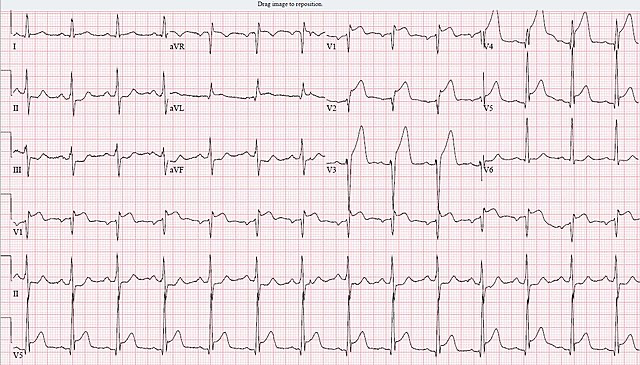 Drag image to reposition.
I aVR V1 V4
II aVL V2 V5
III aVF V3 V6
V1
II
V5